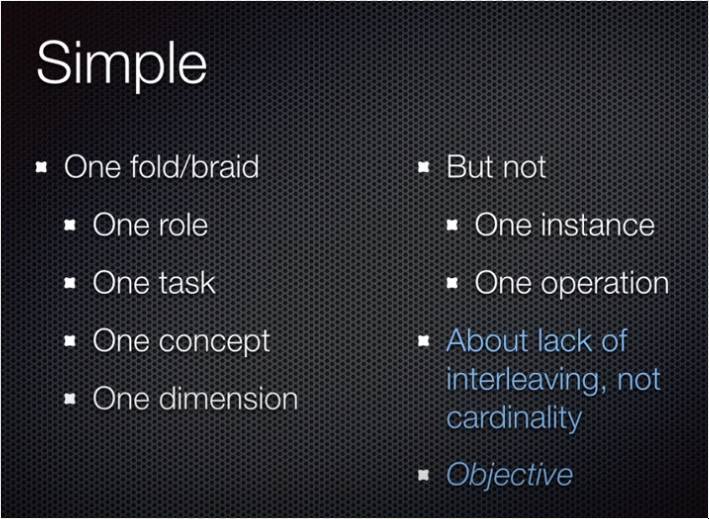 Simple
One fold/braid
One role
One task
One concept
One dimension
But not
One instance
One operation
About lack of
interleaving, not
cardinality
Objective